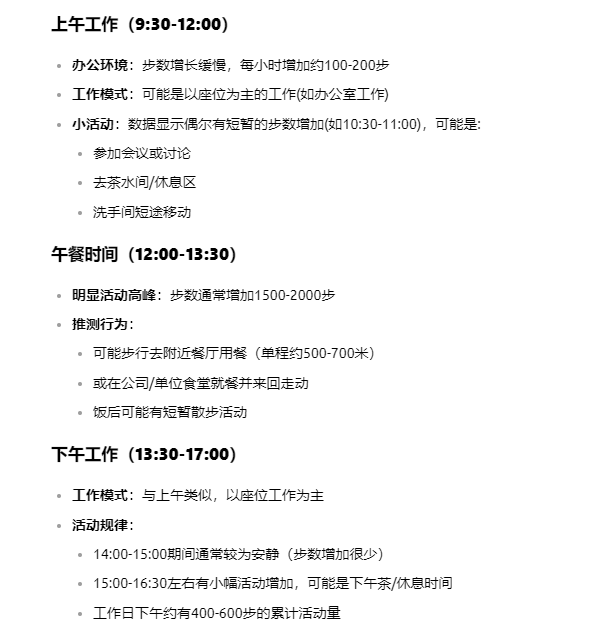 上午工作（9:30-12:00）
办公环境：步数增长缓慢，每小时增加约100-200步
工作模式：可能是以座位为主的工作(如办公室工作)
小活动：数据显示偶尔有短暂的步数增加(如10:30-11:00)，可能是:
参加会议或讨论
去茶水间/休息区
洗手间短途移动
午餐时间（12:00-13:30）
明显活动高峰：步数通常增加1500-2000步
推测行为：
可能步行去附近餐厅用餐（单程约500-700米）
或在公司/单位食堂就餐并来回走动
饭后可能有短暂散步活动
下午工作（13:30-17:00）
工作模式：与上午类似，以座位工作为主
活动规律：
14:00-15:00期间通常较为安静（步数增加很少）
15:00-16:30左右有小幅活动增加，可能是下午茶/休息时间
工作日下午约有400-600步的累计活动量